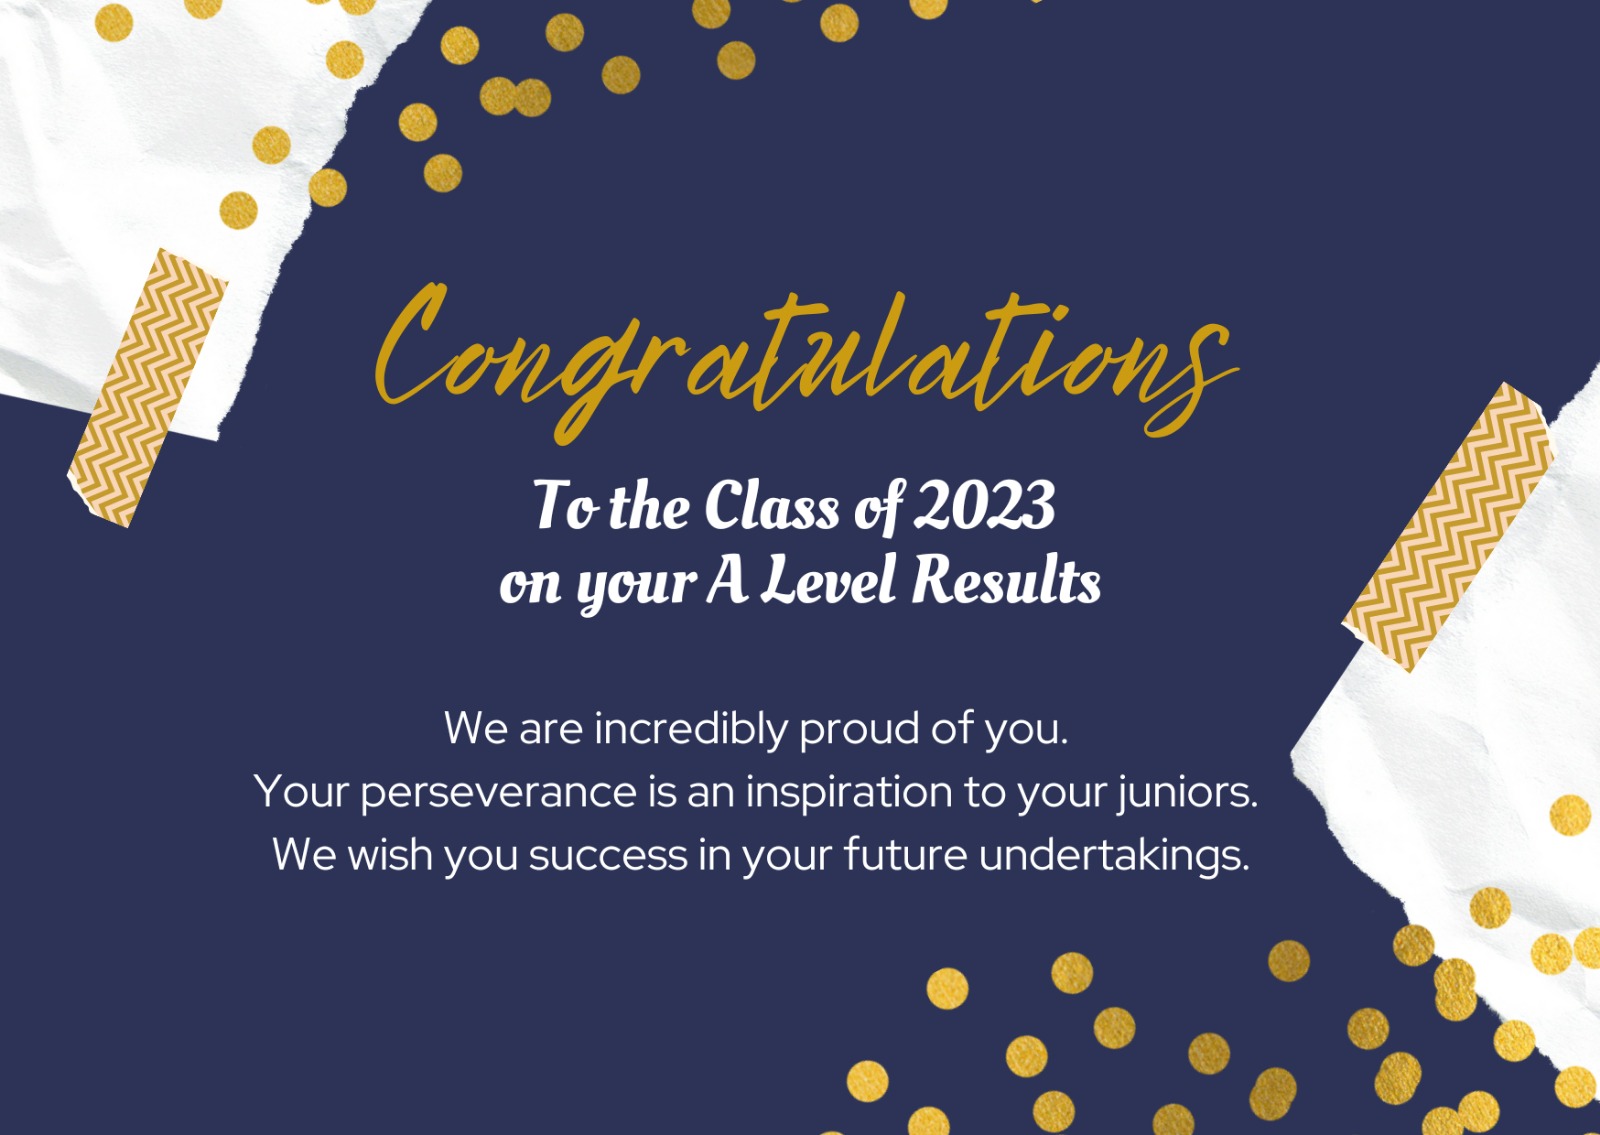 Congratulations
To the Class of 2023
on your A Level Results
We are incredibly proud of you.
Your perseverance is an inspiration to your juniors.
We wish you success in your future undertakings.